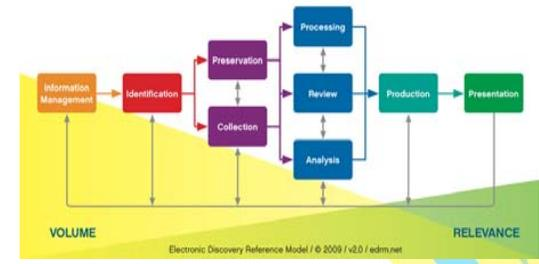 Information
Management
Identification
Preservation
Collection
Processing
Review
Analysis
Production
Presentation
VOLUME
RELEVANCE
Electronic Discovery Reference Model / © 2009 / v2.0 / edrm.net